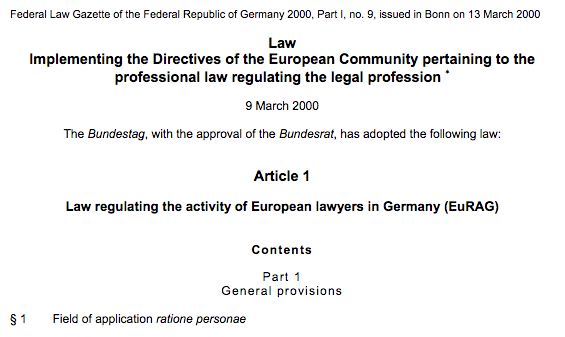 Federal Law Gazette of the Federal Republic of Germany 2000, Part I, no. 9, issued in Bonn on 13 March 2000
Law
Implementing the Directives of the European Community pertaining to the
professional law regulating the legal profession *
9 March 2000
The Bundestag, with the approval of the Bundesrat, has adopted the following law:
Article 1
Law regulating the activity of European lawyers in Germany (EuRAG)
Contents
Part 1
General provisions
§ 1 Field of application ratione personae